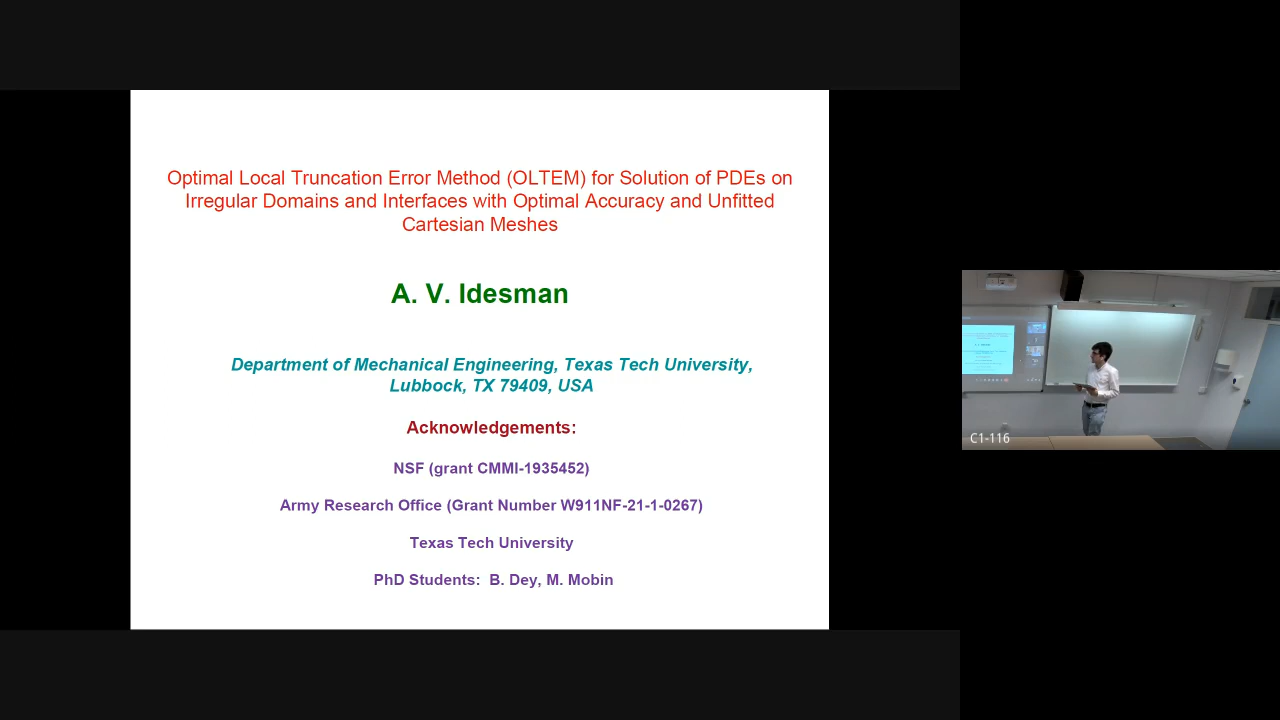 Optimal Local Truncation Error Method (OLTEM) for Solution of PDEs on
Irregular Domains and Interfaces with Optimal Accuracy and Unfitted
Cartesian Meshes
A. V. Idesman
Department of Mechanical Engineering, Texas Tech University,
Lubbock, TX 79409, USA
Acknowledgements:
NSF (grant CMMI-1935452)
Army Research Office (Grant Number W911NF-21-1-0267)
Texas Tech University
PhD Students: B. Dey, M. Mobin
C1-116